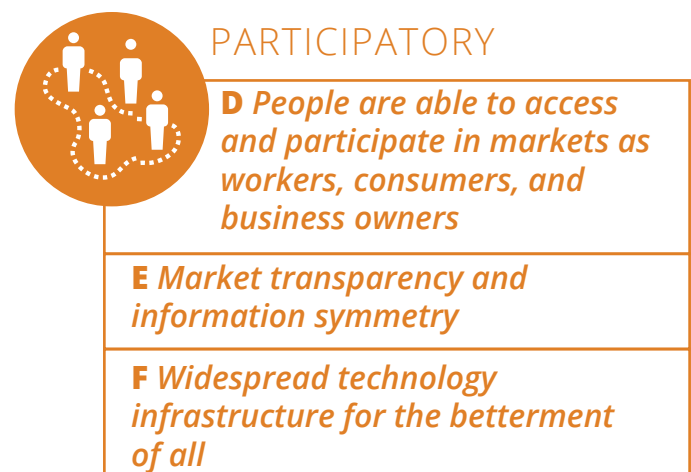 PARTICIPATORY
D People are able to access
and participate in markets as
workers, consumers, and
business owners
E Market transparency and
information symmetry
F Widespread technology
infrastructure for the betterment
of all